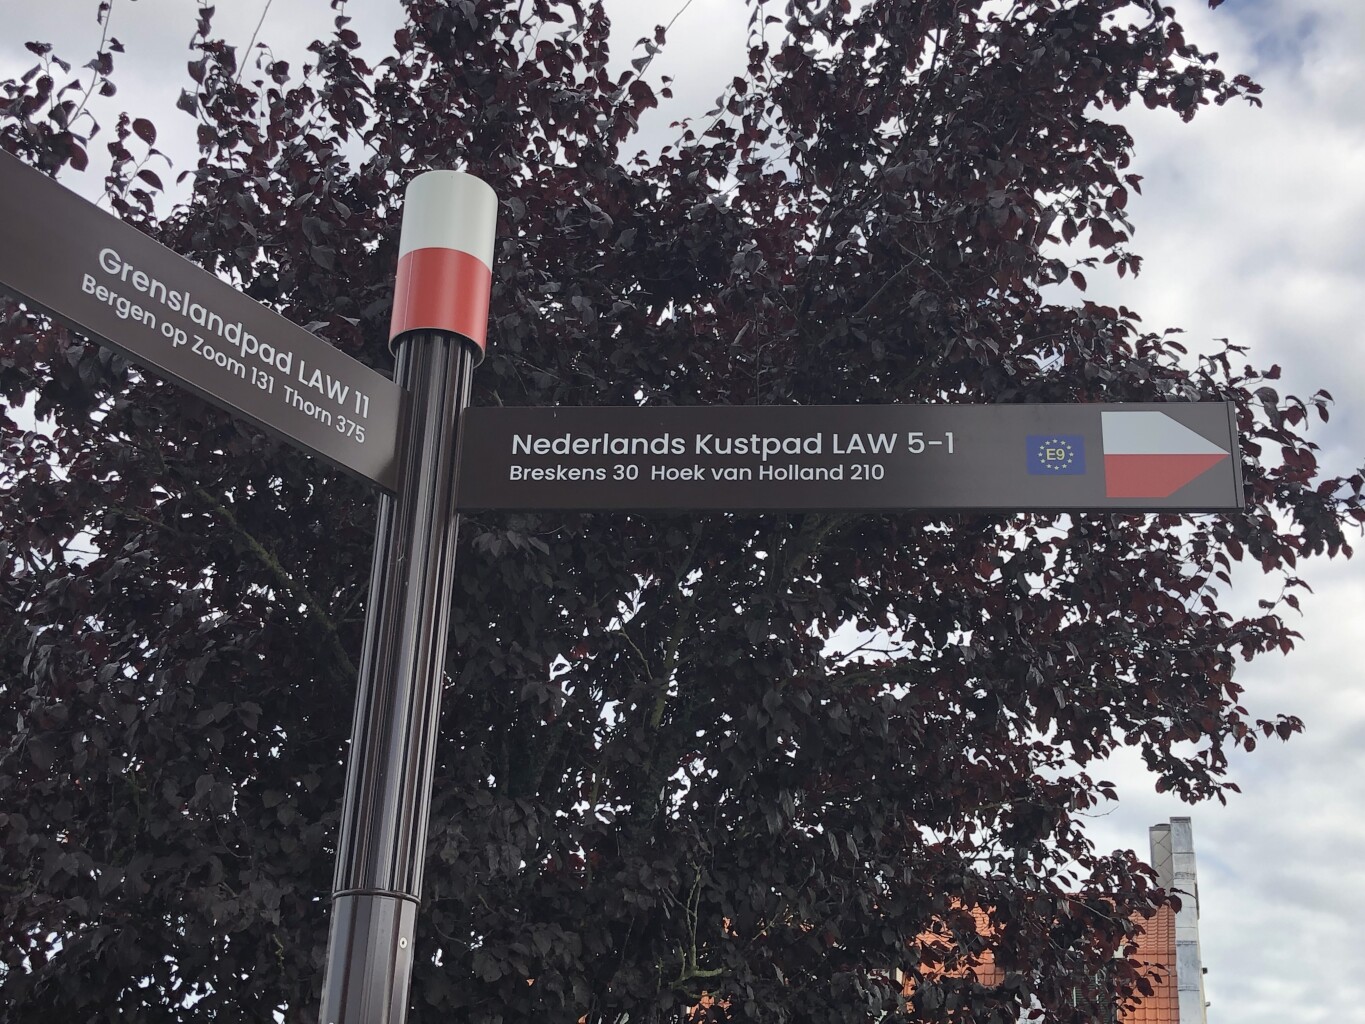 Grenslandpad LAW 11
Bergen op Zoom 131 Thorn 375
Nederlands Kustpad LAW 5-1
Breskens 30 Hoek van Holland 210
E9